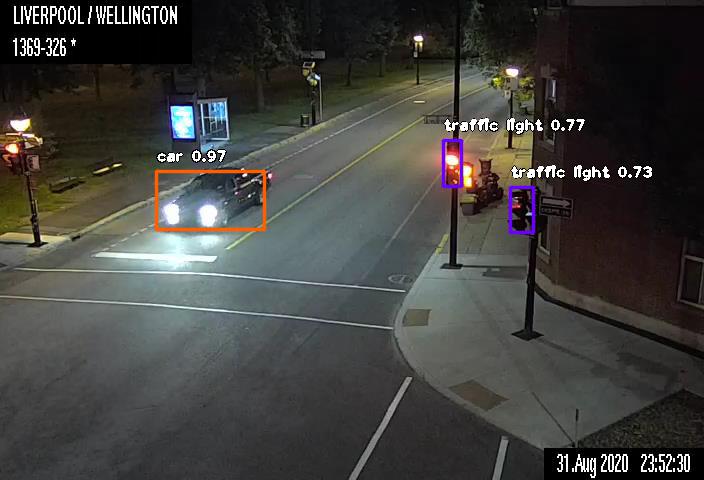 LIVERPOOL / WELLINGTON
1369-326 *
traffic light 0.77
car 0.97
traffic light 0.73
31.Aug 2020 23:52:30